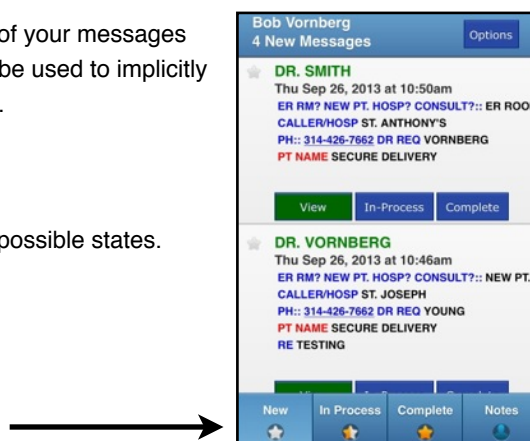 of your messages
be used to implicitly
.
possible states.
Bob Vornberg
4 New Messages
Options
DR. SMITH
Thu Sep 26, 2013 at 10:50am
ER RM? NEW PT. HOSP? CONSULT?:: ER ROO
CALLER/HOSP ST. ANTHONY'S
PH:: 314-426-7662 DR REQ VORNBERG
PT NAME SECURE DELIVERY
View In-Process Complete
DR. VORNBERG
Thu Sep 26, 2013 at 10:46am
ER RM? NEW PT. HOSP? CONSULT?:: NEW PT.
CALLER/HOSP ST. JOSEPH
PH:: 314-426-7662 DR REQ YOUNG
PT NAME SECURE DELIVERY
RE TESTING
New In Process Complete Notes